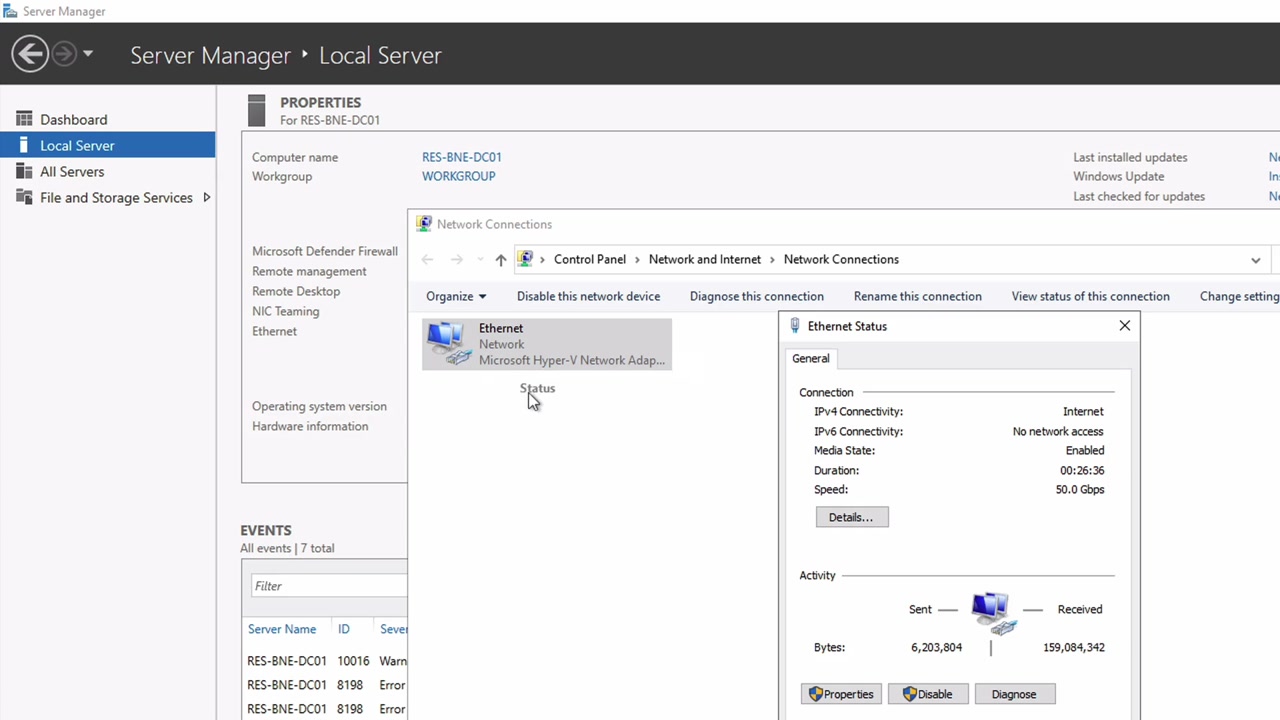 Server Manager
Server Manager ‣ Local Server
Dashboard
Local Server
All Servers
File and Storage Services
PROPERTIES
For RES-BNE-DC01
Computer name RES-BNE-DC01
Workgroup WORKGROUP
Last installed updates Ne
Windows Update In
Last checked for updates Ne
Microsoft Defender Firewall
Remote management
Remote Desktop
NIC Teaming
Ethernet
Operating system version
Hardware information
Network Connections
Control Panel › Network and Internet › Network Connections
Organize Disable this network device Diagnose this connection Rename this connection View status of this connection Change setting
Ethernet
Network
Microsoft Hyper-V Network Adap...
Status
Ethernet Status
General
Connection
IPv4 Connectivity: Internet
IPv6 Connectivity: No network access
Media State: Enabled
Duration: 00:26:36
Speed: 50.0 Gbps
Details...
Activity
Sent Received
Bytes: 6,203,804 159,084,342
Properties Disable Diagnose
EVENTS
All events | 7 total
Filter
Server Name ID Sever
RES-BNE-DC01 10016 Warn
RES-BNE-DC01 8198 Error
RES-BNE-DC01 8198 Error